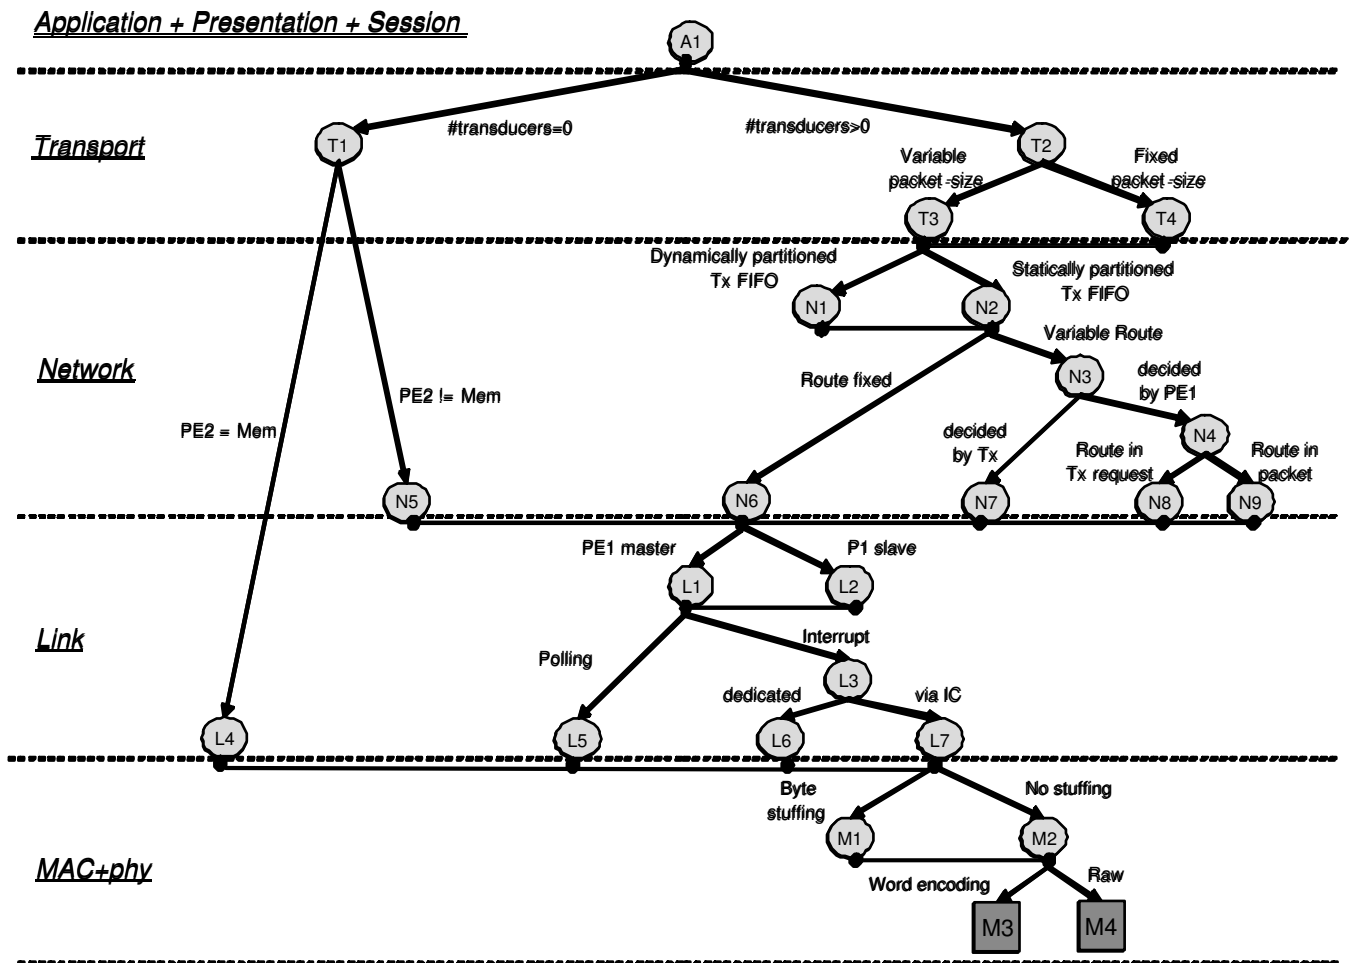 Application + Presentation + Session
A1
#transducers=0
#transducers>0
Transport
T1
T2
Variable
packet-size
Fixed
packet-size
T3
T4
Dynamically partitioned
Tx FIFO
Statically partitioned
Tx FIFO
N1
N2
Variable Route
Network
Route fixed
N3
decided
by PE1
PE2 != Mem
PE2 = Mem
decided
by Tx
N4
Route in
Tx request
Route in
packet
N5
N6
N7
N8
N9
PE1 master
P1 slave
L1
L2
Link
Interrupt
Polling
L3
dedicated
via IC
L4
L5
L6
L7
Byte
stuffing
No stuffing
M1
M2
MAC+phy
Word encoding
Raw
M3
M4